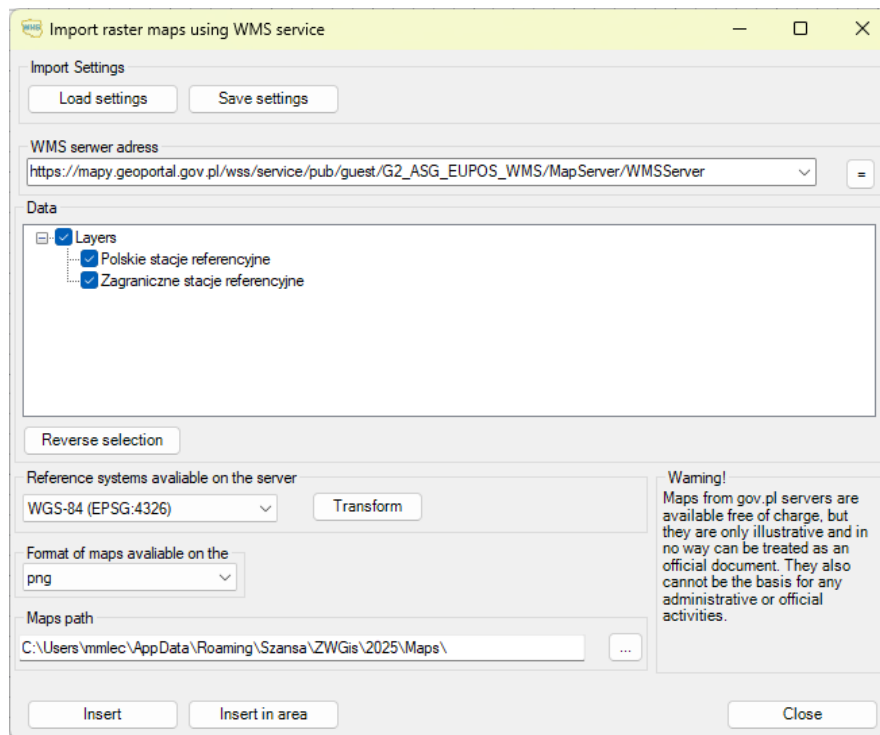 WMS Import raster maps using WMS service
Import Settings
Load settings Save settings
WMS serwer adress
https://mapy.geoportal.gov.pl/wss/service/pub/guest/G2_ASG_EUPOS_WMS/MapServer/WMSServer =
Data
Layers
Polskie stacje referencyjne
Zagraniczne stacje referencyjne
Reverse selection
Reference systems avaliable on the server
WGS-84 (EPSG:4326) Transform
Format of maps avaliable on the
png
Maps path
C:\Users\mmlec\AppData\Roaming\Szansa\ZWGis\2025\Maps\ ...
Warning!
Maps from gov.pl servers are
available free of charge, but
they are only illustrative and in
no way can be treated as an
official document. They also
cannot be the basis for any
administrative or official
activities.
Insert Insert in area Close